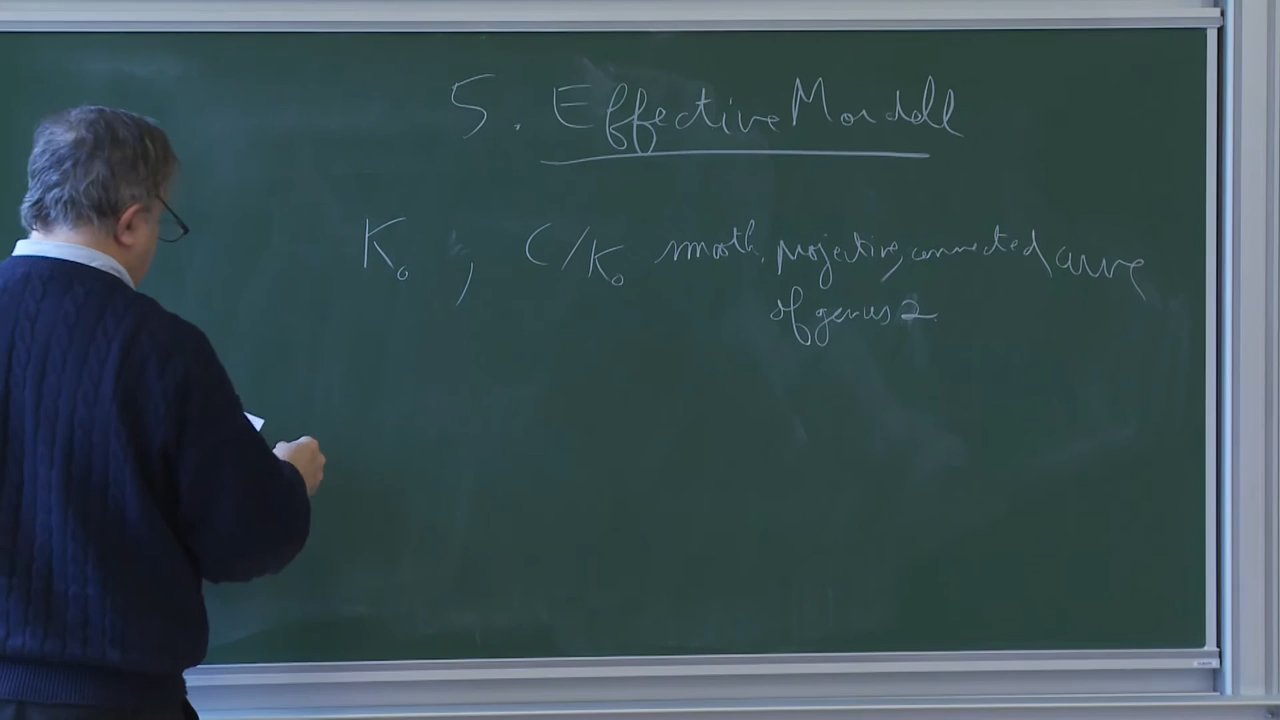 5. Effective Mordell
K₀ , C/K₀ smooth, projective, connected curve
of genus 2